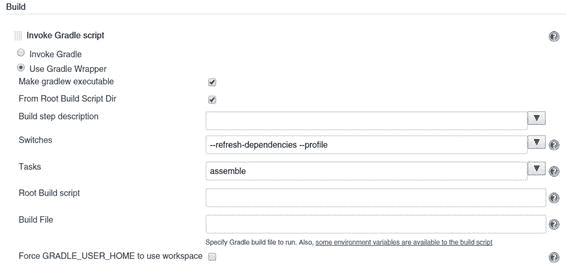 Build
Invoke Gradle script
Invoke Gradle
Use Gradle Wrapper
Make gradlew executable
From Root Build Script Dir
Build step description
Switches
--refresh-dependencies --profile
Tasks
assemble
Root Build script
Build File
Specify Gradle build file to run. Also, some environment variables are available to the build script
Force GRADLE_USER_HOME to use workspace